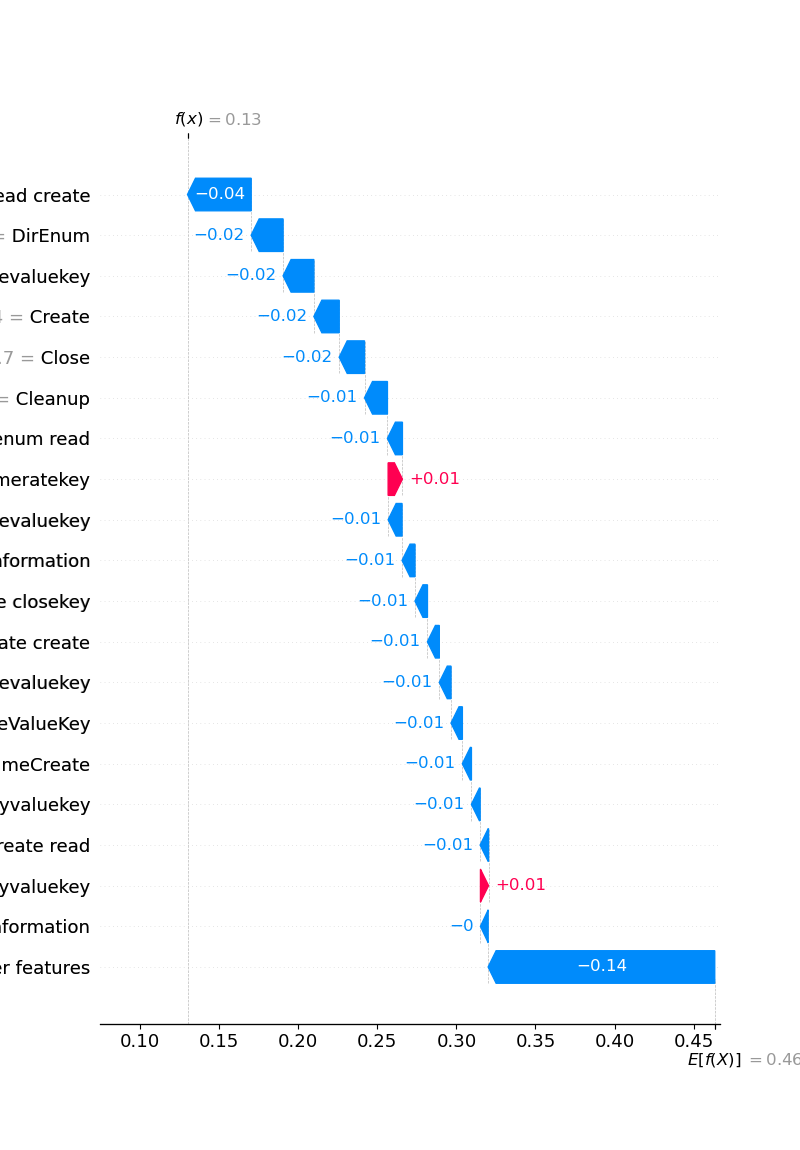 f(x) = 0.13
ead create −0.04
= DirEnum −0.02
evaluekey −0.02
4 = Create −0.02
.7 = Close −0.02
= Cleanup −0.01
enum read −0.01
meratekey +0.01
evaluekey −0.01
nformation −0.01
e closekey −0.01
ate create −0.01
evaluekey −0.01
eValueKey −0.01
meCreate −0.01
yvaluekey −0.01
reate read −0.01
yvaluekey +0.01
nformation −0
er features −0.14
0.10 0.15 0.20 0.25 0.30 0.35 0.40 0.45
E[f(X)] = 0.46